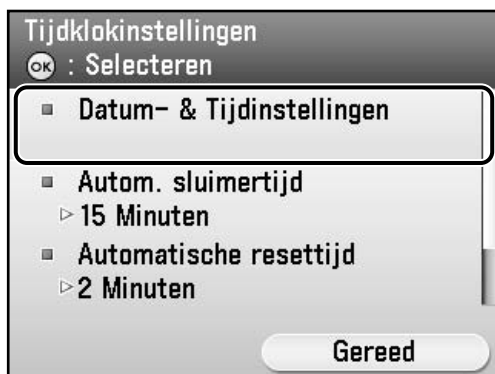 Tijdklokinstellingen
OK : Selecteren
Datum- & Tijdinstellingen
Autom. sluimertijd
15 Minuten
Automatische resettijd
2 Minuten
Gereed